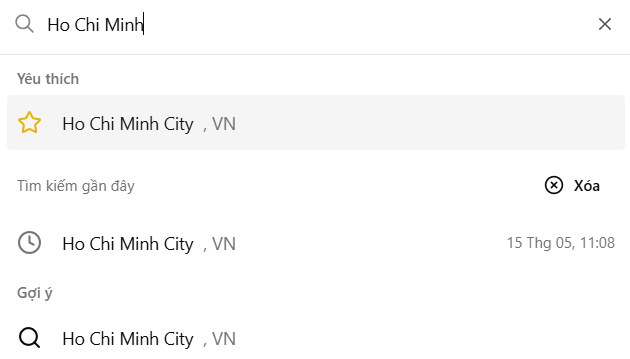 Ho Chi Minh
Yêu thích
Ho Chi Minh City , VN
Tìm kiếm gần đây Xóa
Ho Chi Minh City , VN 15 Thg 05, 11:08
Gợi ý
Ho Chi Minh City , VN